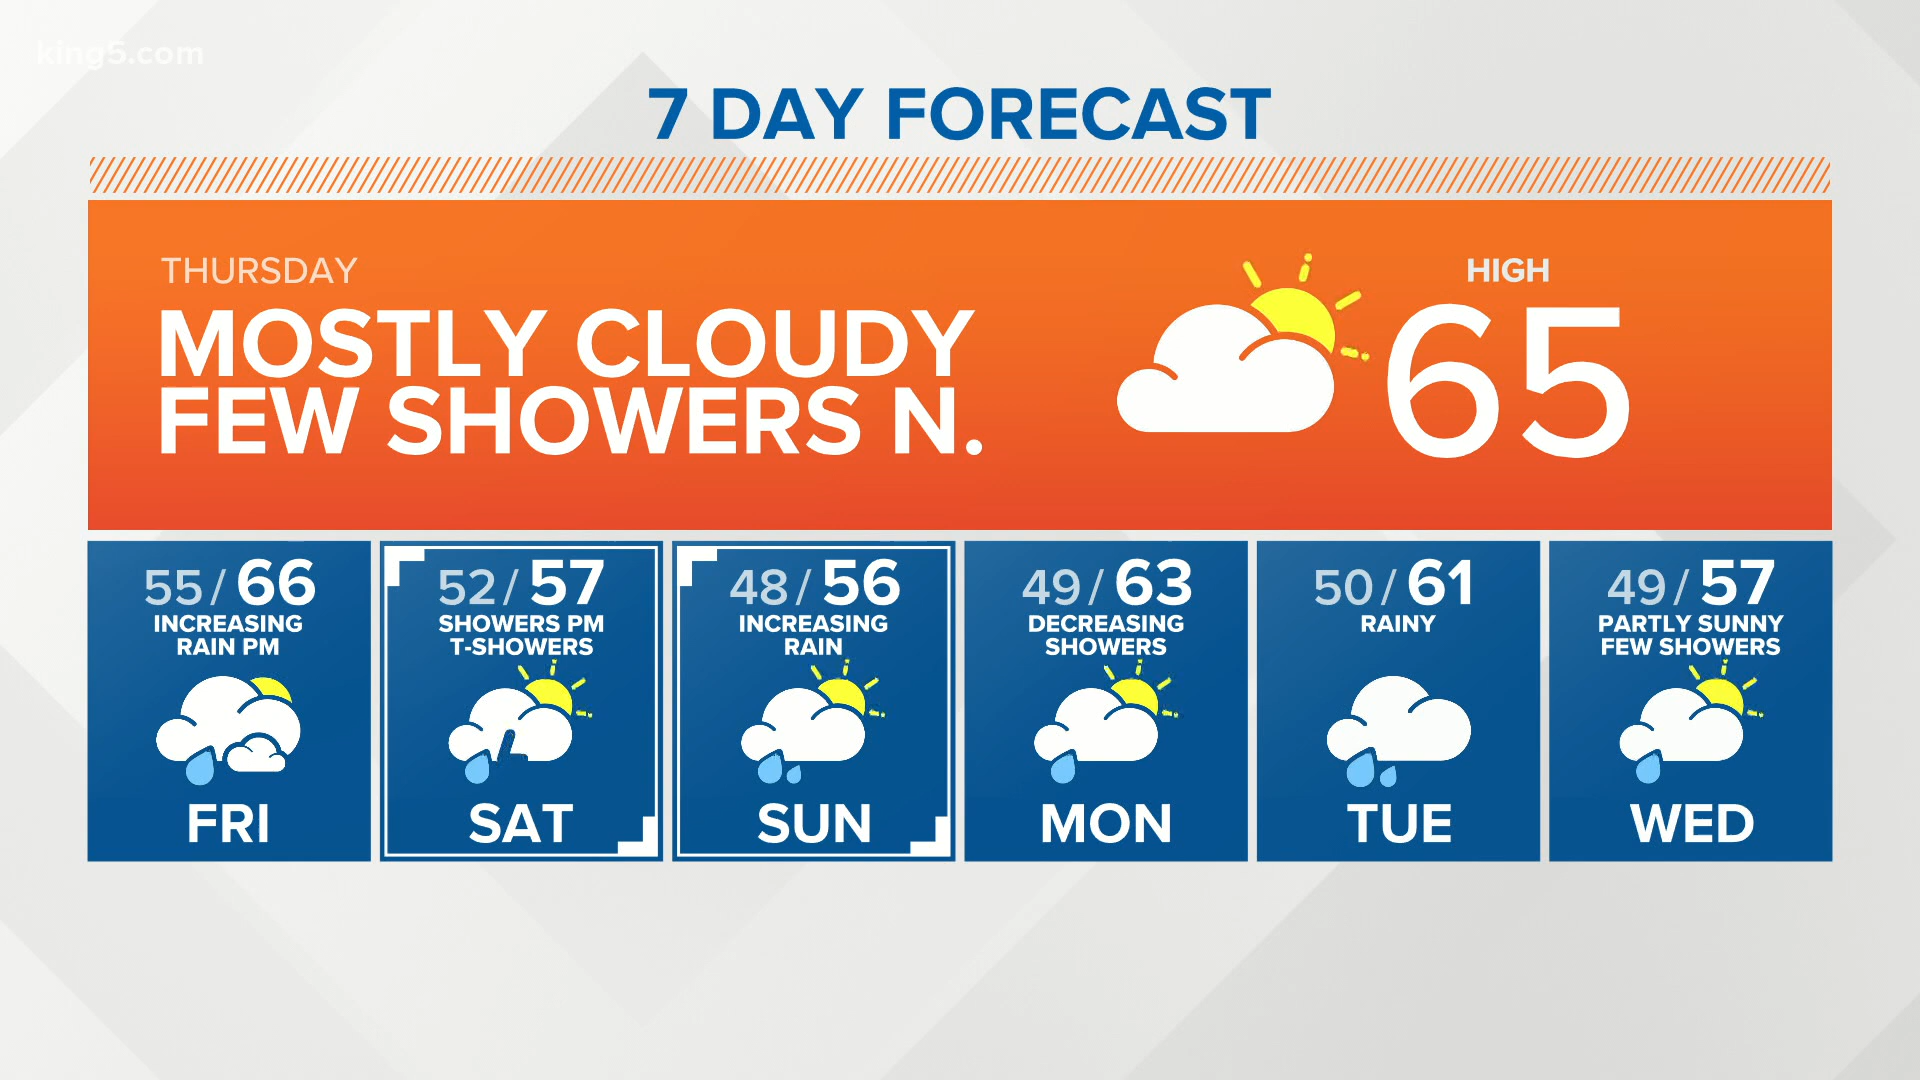 king5.com
7 DAY FORECAST
THURSDAY
MOSTLY CLOUDY
FEW SHOWERS N.
HIGH
65
55/66
INCREASING
RAIN PM
FRI
52/57
SHOWERS PM
T-SHOWERS
SAT
48/56
INCREASING
RAIN
SUN
49/63
DECREASING
SHOWERS
MON
50/61
RAINY
TUE
49/57
PARTLY SUNNY
FEW SHOWERS
WED